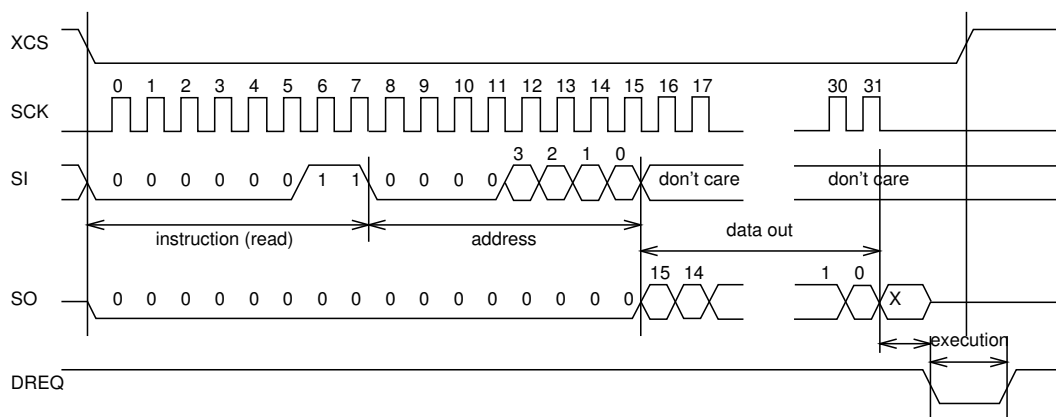 XCS
0 1 2 3 4 5 6 7 8 9 10 11 12 13 14 15 16 17 30 31
SCK
3 2 1 0
SI 0 0 0 0 0 0 1 1 0 0 0 0 don't care don't care
instruction (read) address data out
15 14 1 0
SO 0 0 0 0 0 0 0 0 0 0 0 0 0 0 0 0 X
execution
DREQ